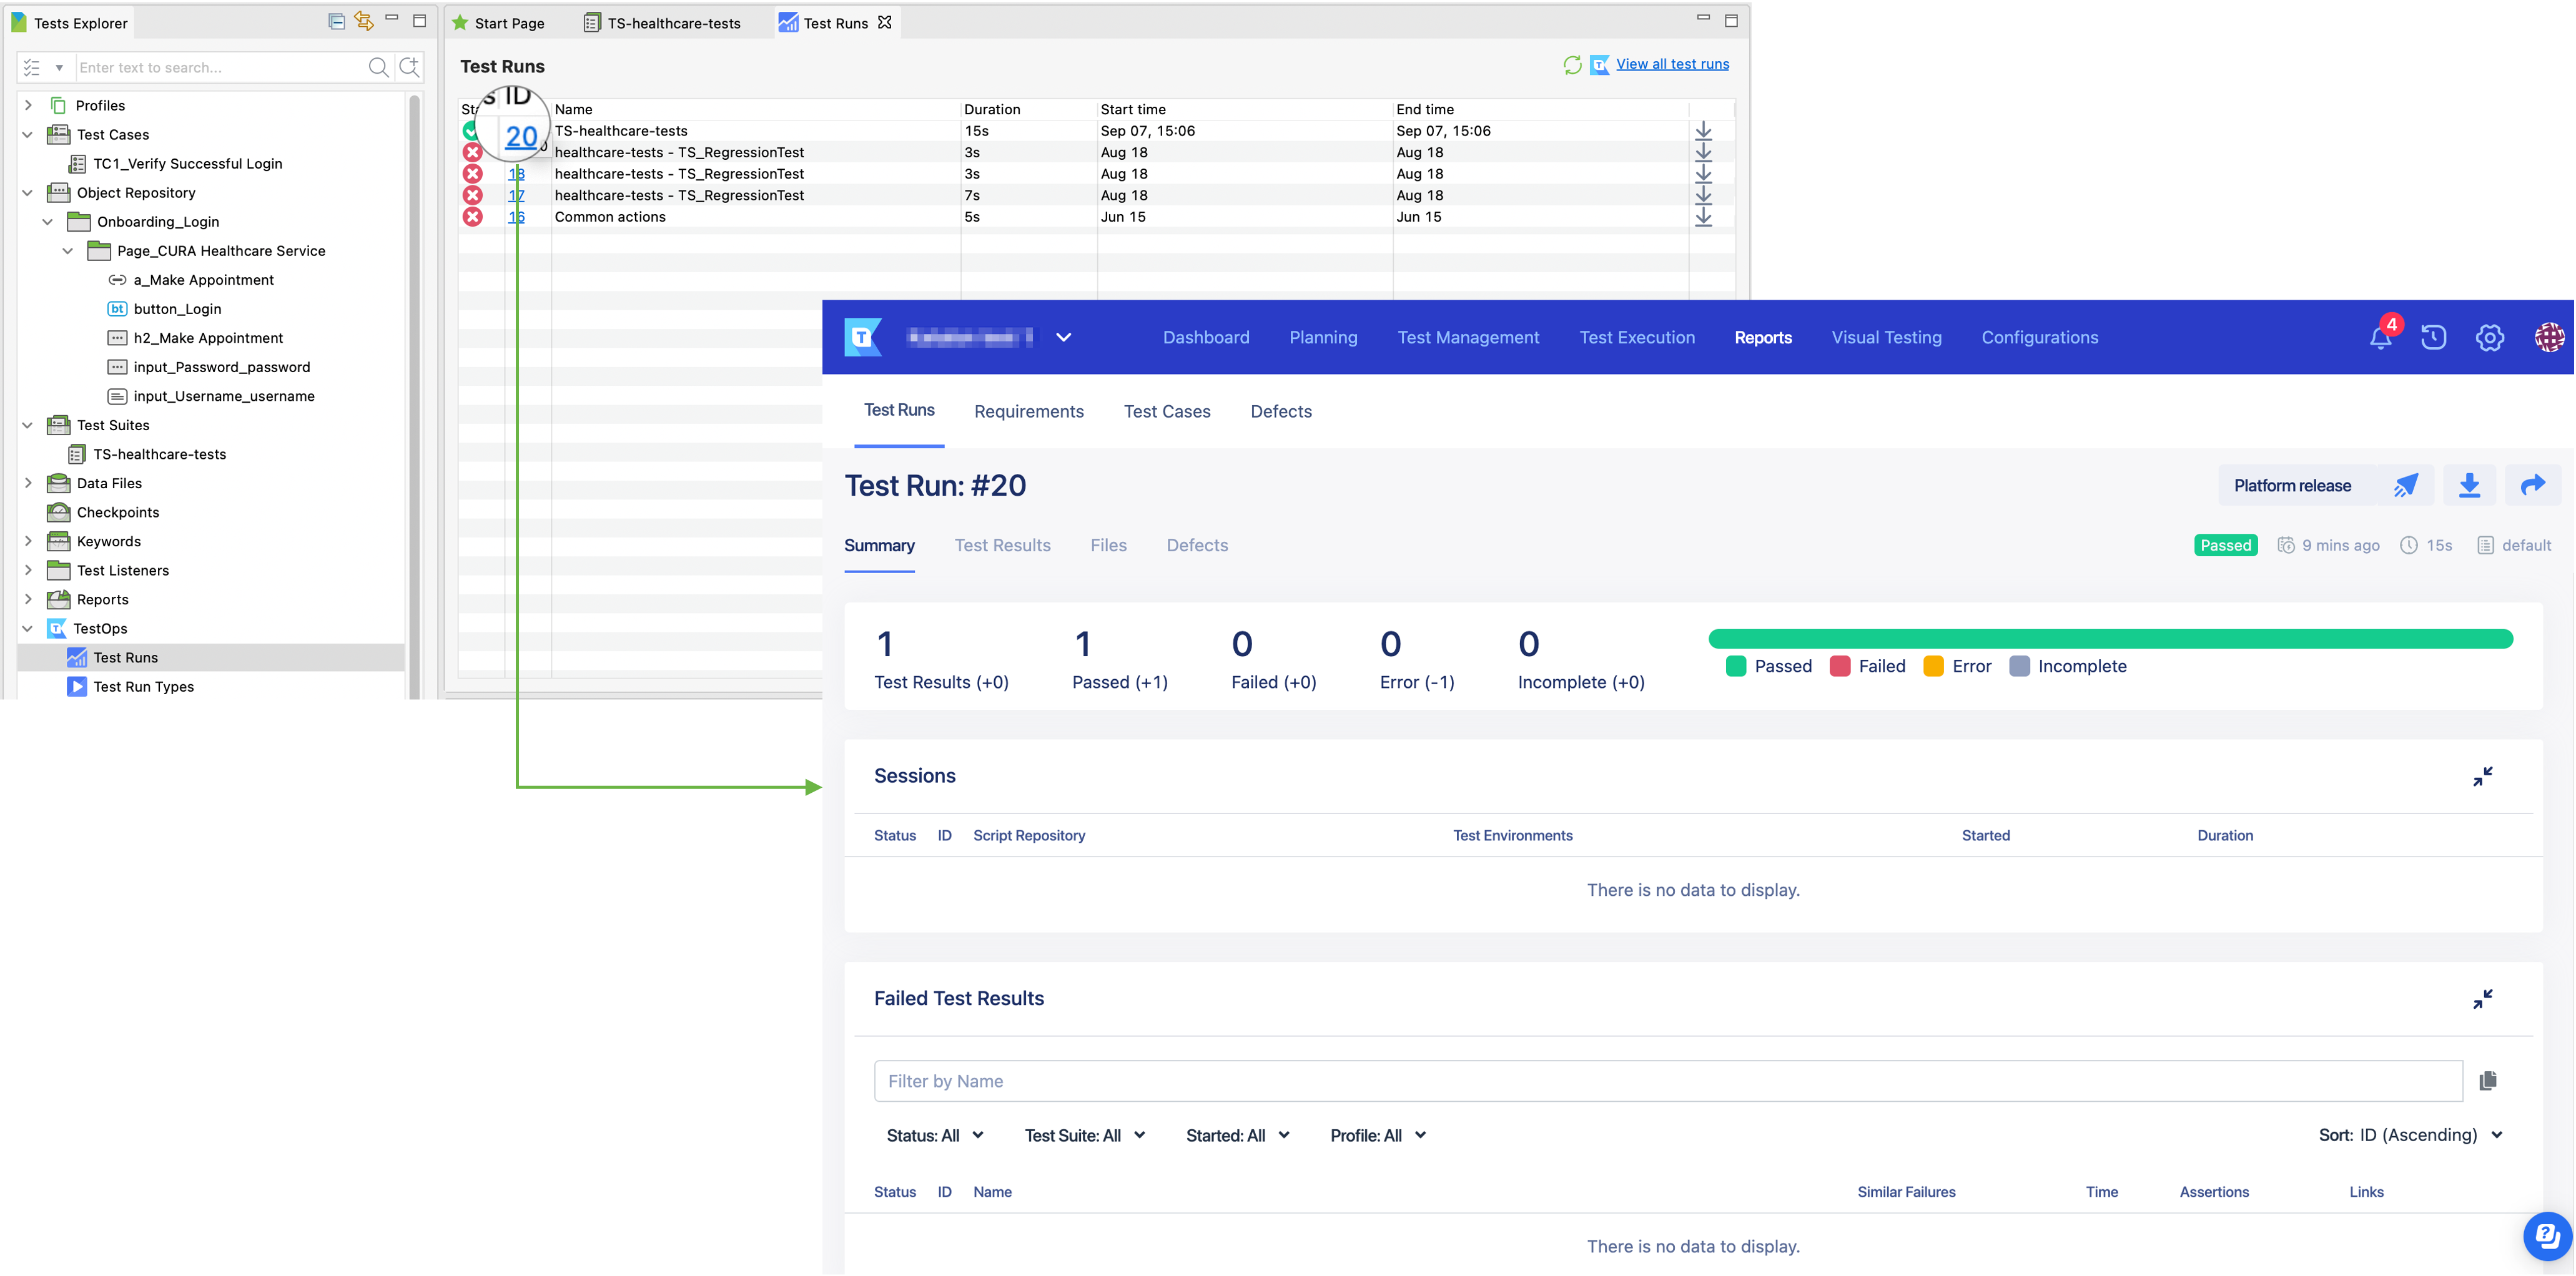 Tests Explorer
Enter text to search...
Profiles
Test Cases
TC1_Verify Successful Login
Object Repository
Onboarding_Login
Page_CURA Healthcare Service
a_Make Appointment
bt button_Login
h2_Make Appointment
input_Password_password
input_Username_username
Test Suites
TS-healthcare-tests
Data Files
Checkpoints
Keywords
Test Listeners
Reports
TestOps
Test Runs
Test Run Types
Start Page TS-healthcare-tests Test Runs
Test Runs
View all test runs
ID Name Duration Start time End time
20 TS-healthcare-tests 15s Sep 07, 15:06 Sep 07, 15:06
healthcare-tests - TS_RegressionTest 3s Aug 18 Aug 18
18 healthcare-tests - TS_RegressionTest 3s Aug 18 Aug 18
17 healthcare-tests - TS_RegressionTest 7s Aug 18 Aug 18
16 Common actions 5s Jun 15 Jun 15
T Dashboard Planning Test Management Test Execution Reports Visual Testing Configurations 4
Test Runs Requirements Test Cases Defects
Test Run: #20
Platform release
Summary Test Results Files Defects
Passed 9 mins ago 15s default
1 1 0 0 0
Test Results (+0) Passed (+1) Failed (+0) Error (-1) Incomplete (+0)
Passed Failed Error Incomplete
Sessions
Status ID Script Repository Test Environments Started Duration
There is no data to display.
Failed Test Results
Filter by Name
Status: All Test Suite: All Started: All Profile: All Sort: ID (Ascending)
Status ID Name Similar Failures Time Assertions Links
There is no data to display.